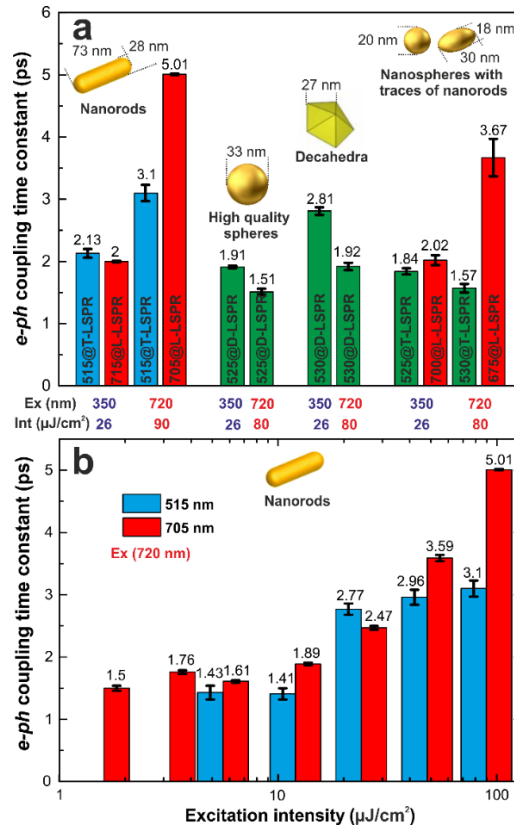 a
73 nm
28 nm
Nanorods
33 nm
High quality
spheres
27 nm
Decahedra
20 nm
18 nm
30 nm
Nanospheres with
traces of nanorods
e-ph coupling time constant (ps)
6
5
4
3
2
1
0
2.13
2
3.1
5.01
1.91
1.51
2.81
1.92
1.84
2.02
1.57
3.67
515@T-LSPR
715@L-LSPR
515@T-LSPR
705@L-LSPR
525@D-LSPR
525@D-LSPR
530@D-LSPR
530@D-LSPR
525@T-LSPR
700@L-LSPR
530@T-LSPR
675@L-LSPR
Ex (nm) 350 720 350 720 350 720 350 720
Int (μJ/cm²) 26 90 26 80 26 80 26 80
b
Nanorods
515 nm
705 nm
Ex (720 nm)
e-ph coupling time constant (ps)
5
4
3
2
1
0
1.5
1.76
1.43
1.61
1.41
1.89
2.77
2.47
2.96
3.59
3.1
5.01
1 10 100
Excitation intensity (μJ/cm²)